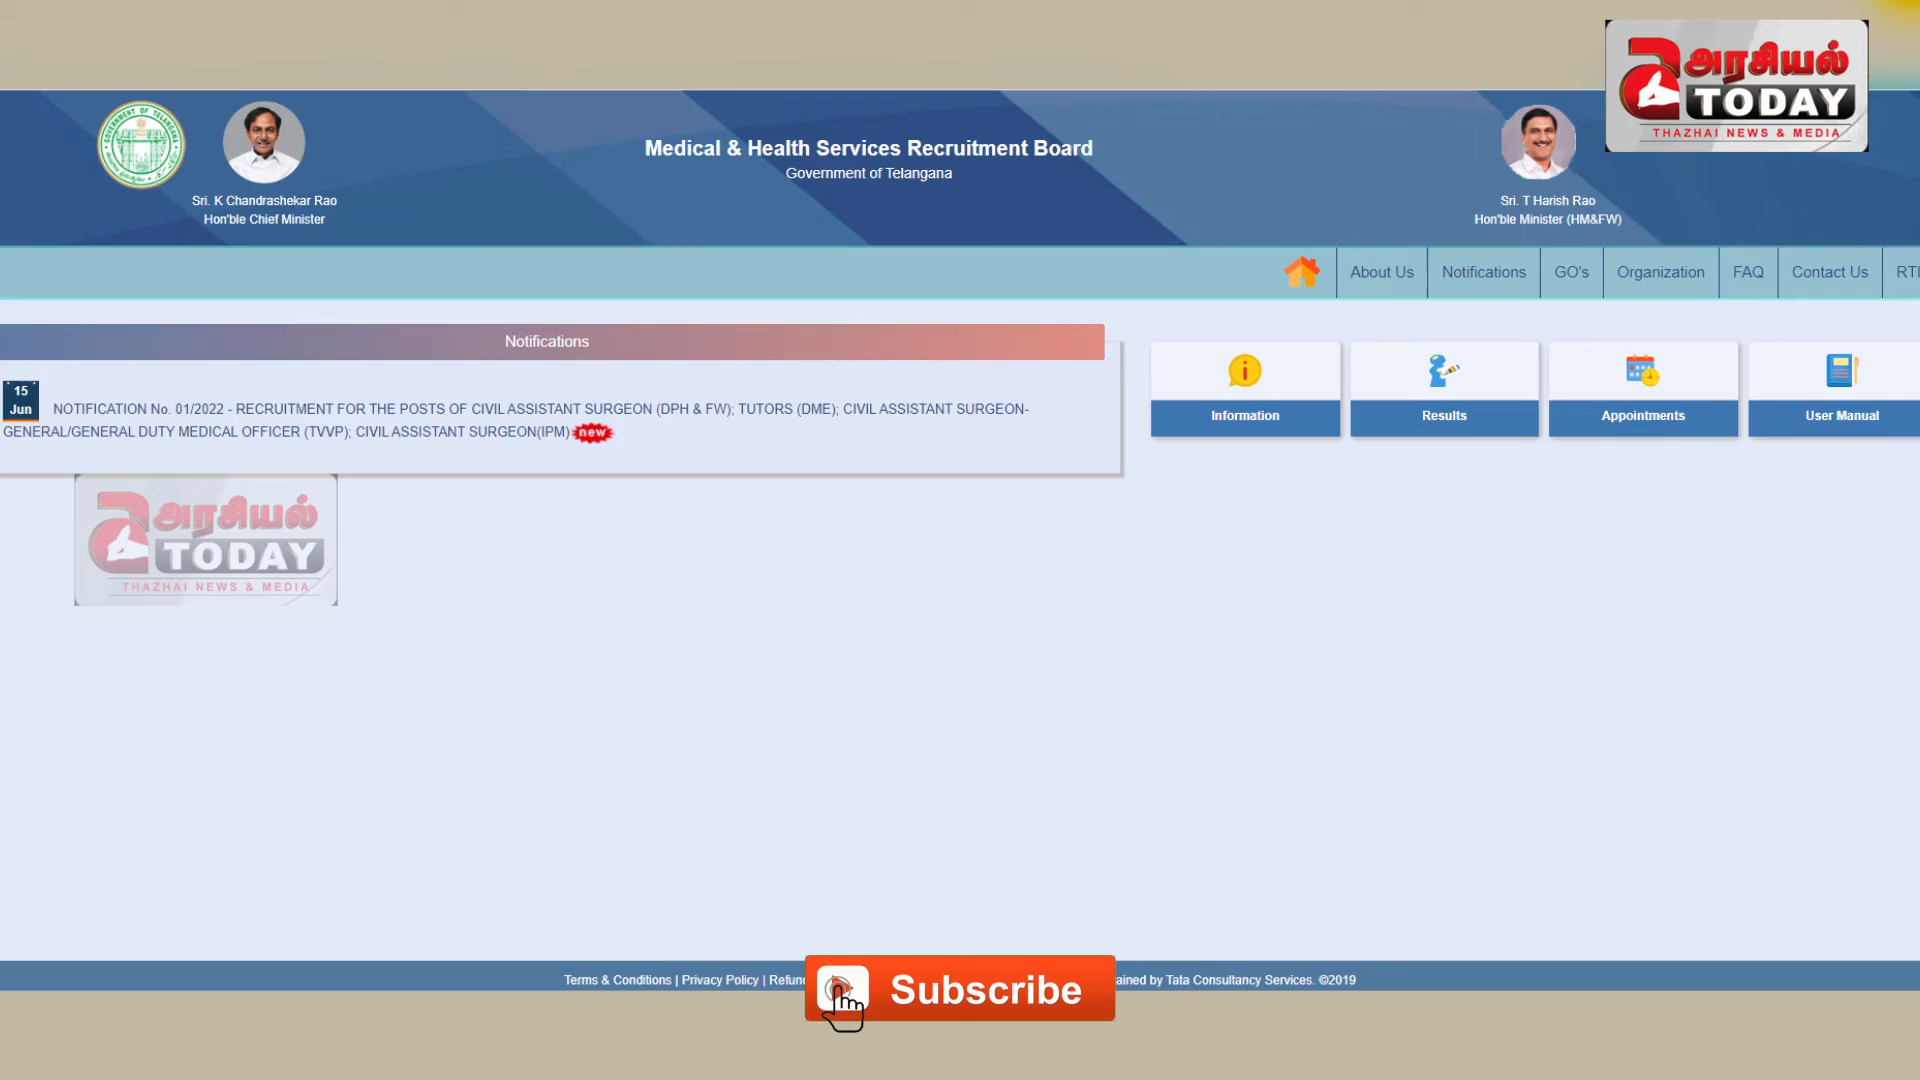 அரசியல்
TODAY
THAZHAI NEWS & MEDIA
GOVERNMENT OF TELANGANA
Medical & Health Services Recruitment Board
Government of Telangana
Sri. K Chandrashekar Rao
Hon'ble Chief Minister
Sri. T Harish Rao
Hon'ble Minister (HM&FW)
About Us
Notifications
GO's
Organization
FAQ
Contact Us
Notifications
15
Jun
NOTIFICATION No. 01/2022 - RECRUITMENT FOR THE POSTS OF CIVIL ASSISTANT SURGEON (DPH & FW); TUTORS (DME); CIVIL ASSISTANT SURGEON-
GENERAL/GENERAL DUTY MEDICAL OFFICER (TVVP); CIVIL ASSISTANT SURGEON(IPM) new
Information
Results
Appointments
User Manual
அரசியல்
TODAY
THAZHAI NEWS & MEDIA
Terms & Conditions | Privacy Policy |
by Tata Consultancy Services. ©2019
Subscribe